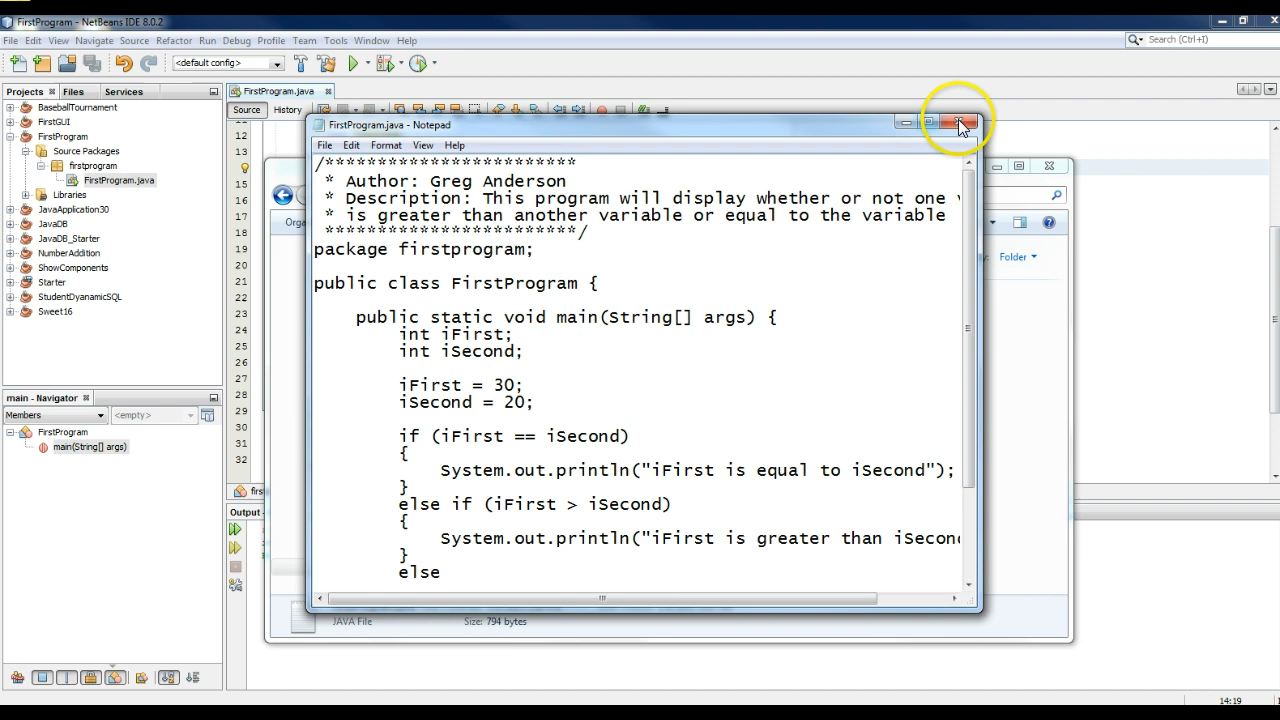 FirstProgram - NetBeans IDE 8.0.2
File Edit View Navigate Source Refactor Run Debug Profile Team Tools Window Help
Search (Ctrl+I)
<default config>
Projects Files Services
FirstProgram.java
Source History
BaseballTournament
FirstGUI
FirstProgram
Source Packages
firstprogram
FirstProgram.java
Libraries
JavaApplication30
JavaDB
JavaDB_Starter
NumberAddition
ShowComponents
Starter
StudentDyanamicSQL
Sweet16
main - Navigator
Members
<empty>
FirstProgram
main(String[] args)
12
13
15
16
17
18
19
20
21
22
23
24
25
26
27
28
29
30
31
32
Output -
FirstProgram.java - Notepad
File Edit Format View Help
/************************
* Author: Greg Anderson
* Description: This program will display whether or not one
* is greater than another variable or equal to the variable
************************/
package firstprogram;
public class FirstProgram {
public static void main(String[] args) {
int iFirst;
int iSecond;
iFirst = 30;
iSecond = 20;
if (iFirst == iSecond)
{
System.out.println("iFirst is equal to iSecond");
}
else if (iFirst > iSecond)
{
System.out.println("iFirst is greater than iSecon
}
else
Folder
JAVA File Size: 794 bytes
14:19